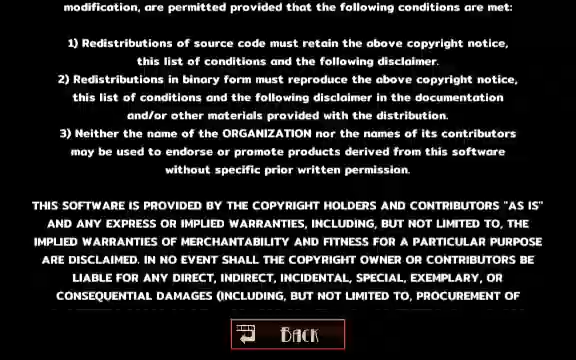 modification, are permitted provided that the following conditions are met:
1) Redistributions of source code must retain the above copyright notice,
this list of conditions and the following disclaimer.
2) Redistributions in binary form must reproduce the above copyright notice,
this list of conditions and the following disclaimer in the documentation
and/or other materials provided with the distribution.
3) Neither the name of the ORGANIZATION nor the names of its contributors
may be used to endorse or promote products derived from this software
without specific prior written permission.
THIS SOFTWARE IS PROVIDED BY THE COPYRIGHT HOLDERS AND CONTRIBUTORS "AS IS"
AND ANY EXPRESS OR IMPLIED WARRANTIES, INCLUDING, BUT NOT LIMITED TO, THE
IMPLIED WARRANTIES OF MERCHANTABILITY AND FITNESS FOR A PARTICULAR PURPOSE
ARE DISCLAIMED. IN NO EVENT SHALL THE COPYRIGHT OWNER OR CONTRIBUTORS BE
LIABLE FOR ANY DIRECT, INDIRECT, INCIDENTAL, SPECIAL, EXEMPLARY, OR
CONSEQUENTIAL DAMAGES (INCLUDING, BUT NOT LIMITED TO, PROCUREMENT OF
BACK